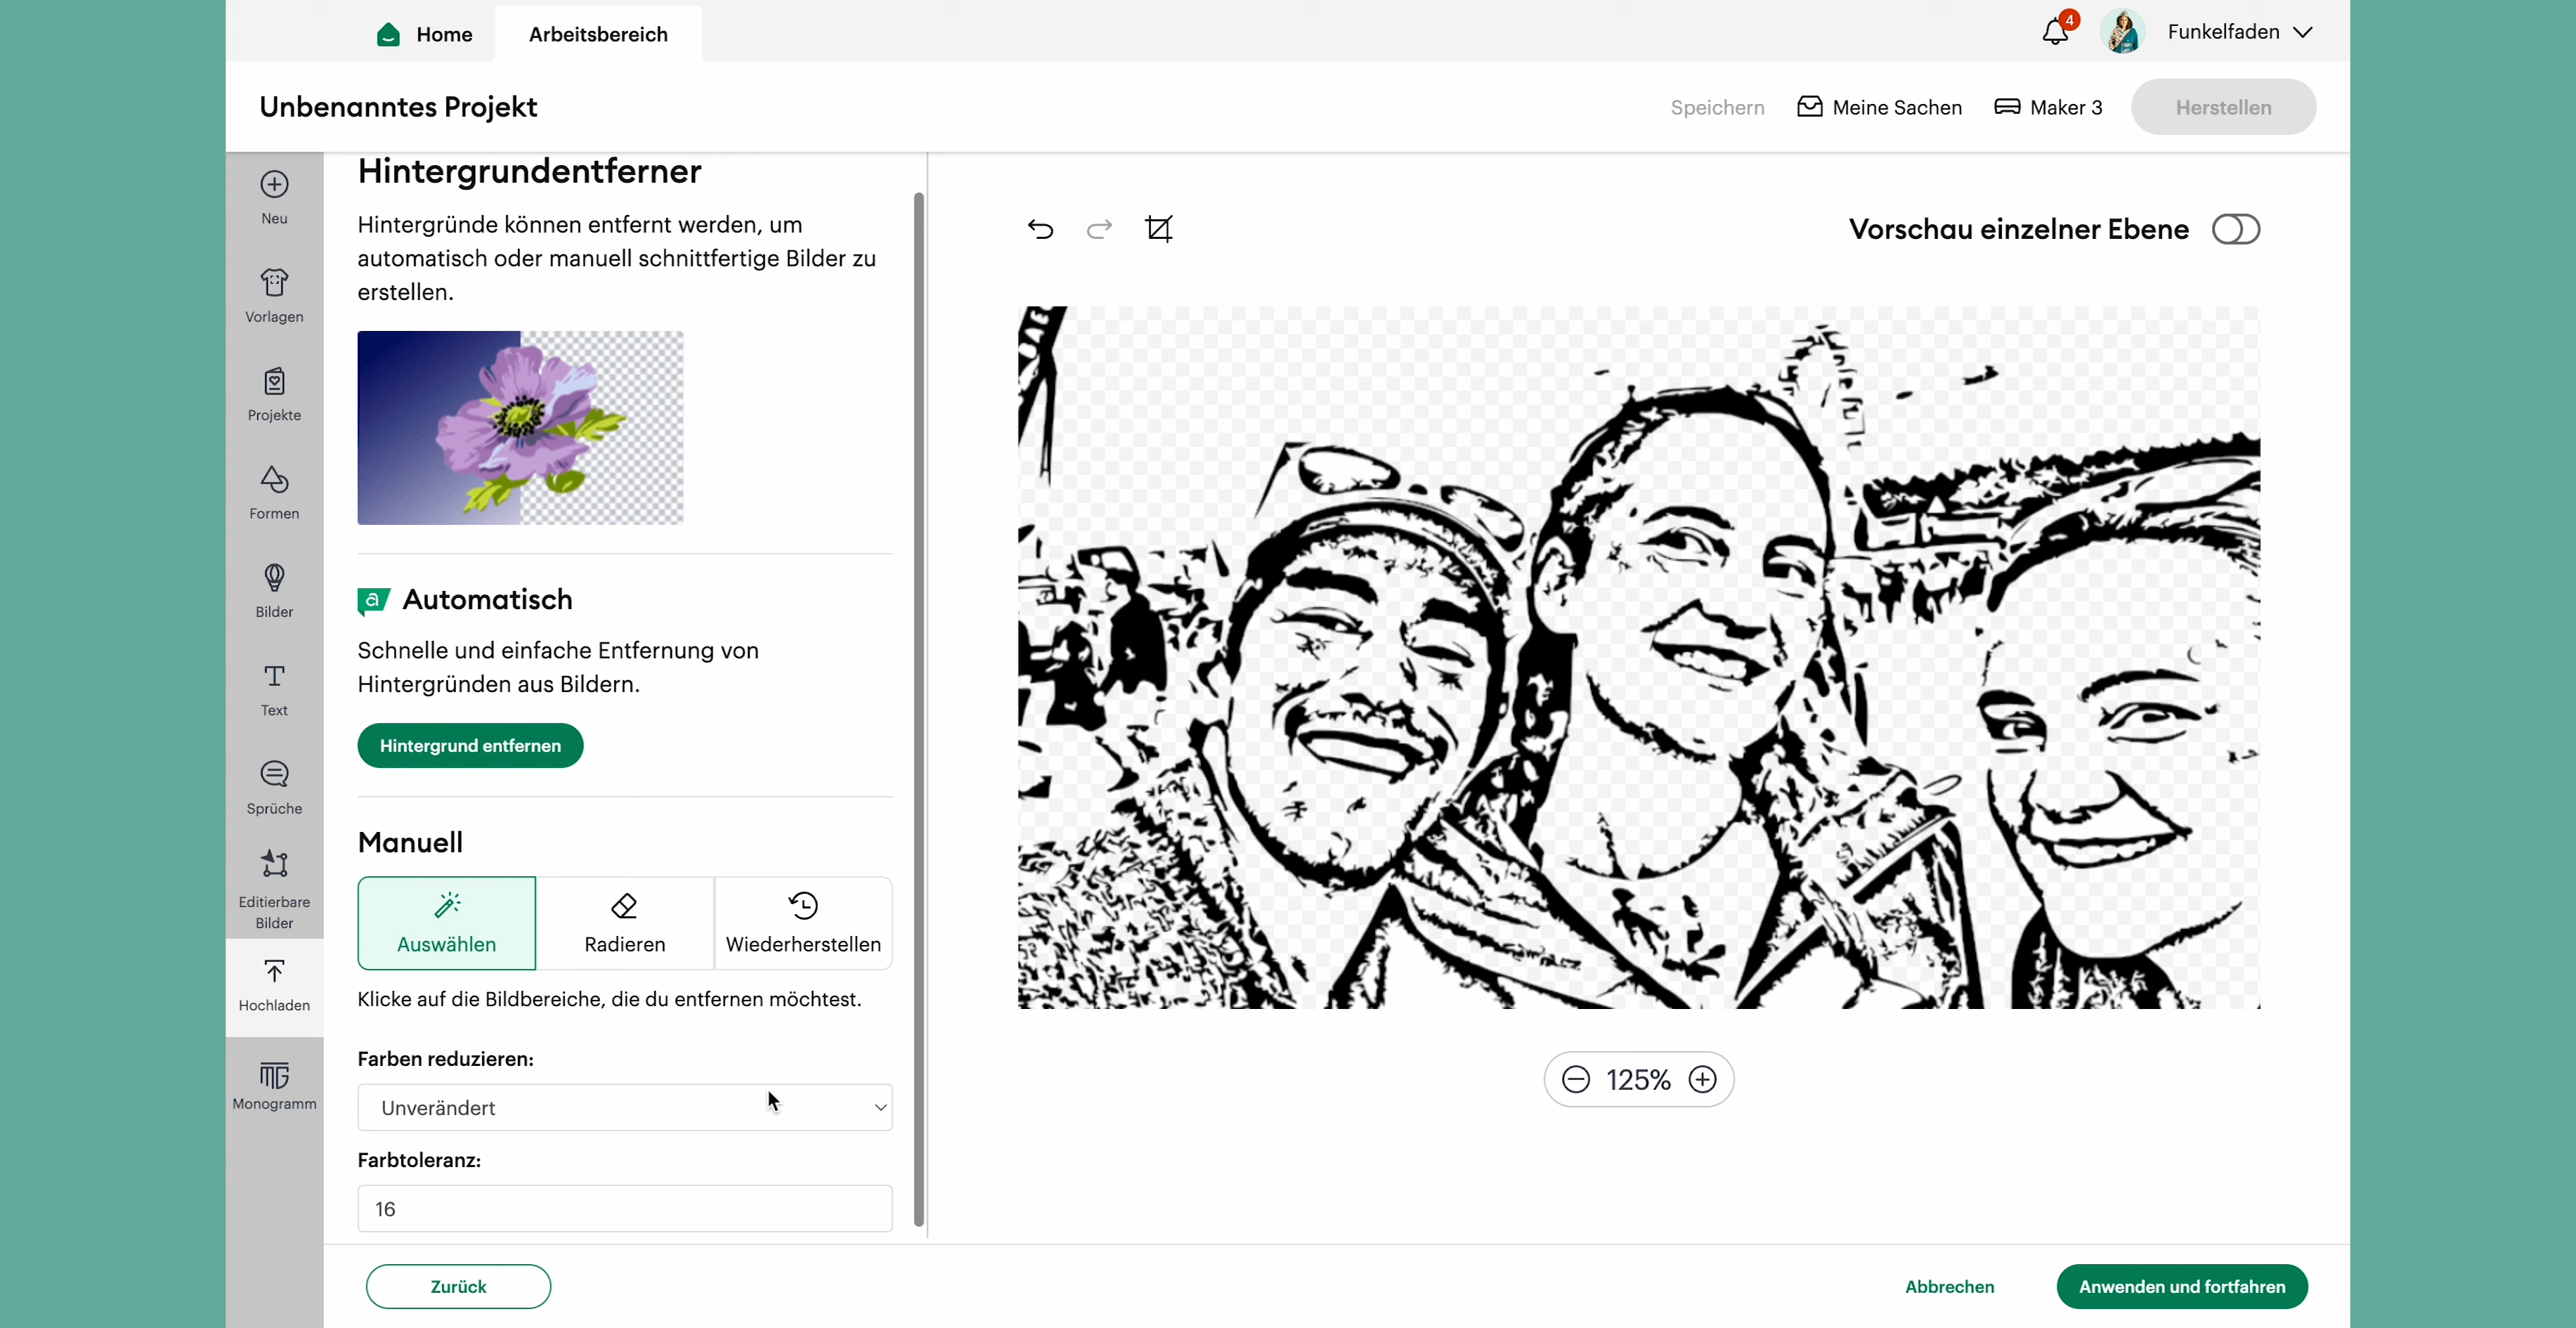 Home
Arbeitsbereich
4
Funkelfaden
Unbenanntes Projekt
Speichern
Meine Sachen
Maker 3
Herstellen
Neu
Vorlagen
Projekte
Formen
Bilder
Text
Sprüche
Editierbare
Bilder
Hochladen
Monogramm
Hintergrundentferner
Hintergründe können entfernt werden, um
automatisch oder manuell schnittfertige Bilder zu
erstellen.
a Automatisch
Schnelle und einfache Entfernung von
Hintergründen aus Bildern.
Hintergrund entfernen
Manuell
Auswählen
Radieren
Wiederherstellen
Klicke auf die Bildbereiche, die du entfernen möchtest.
Farben reduzieren:
Unverändert
Farbtoleranz:
16
Vorschau einzelner Ebene
125%
Zurück
Abbrechen
Anwenden und fortfahren